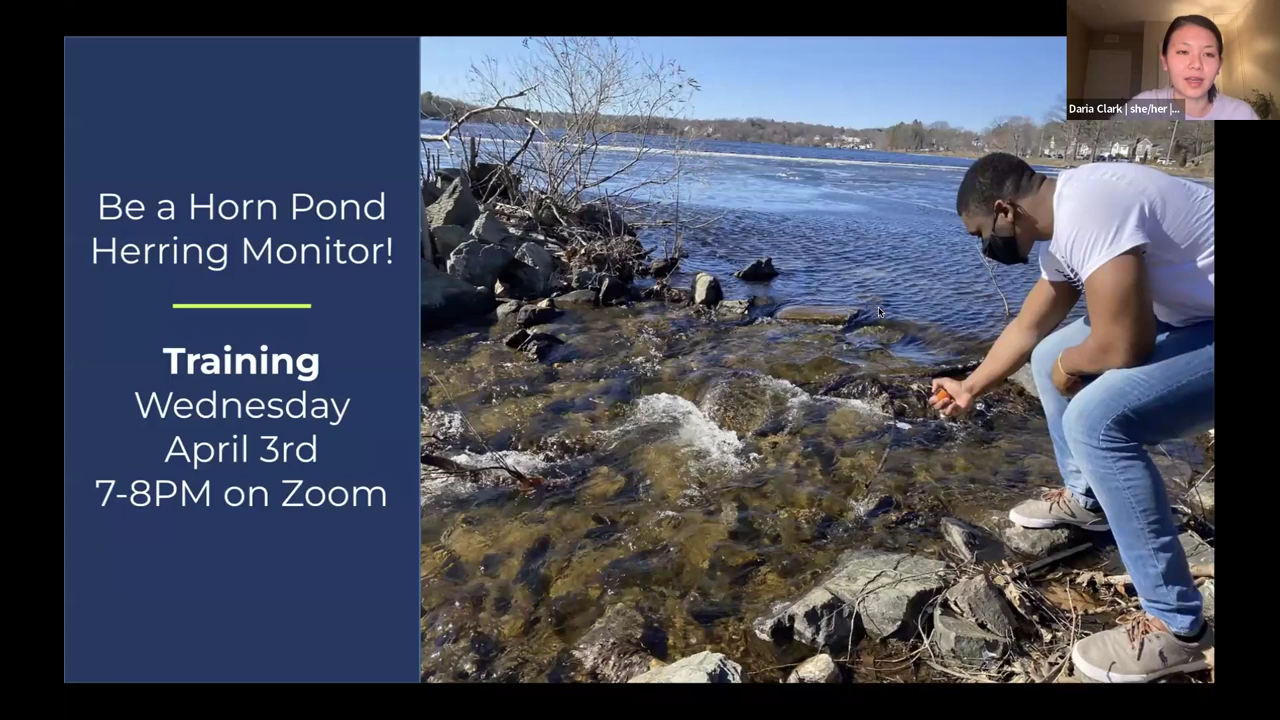 Be a Horn Pond
Herring Monitor!
Training
Wednesday
April 3rd
7-8PM on Zoom
Daria Clark | she/her |...